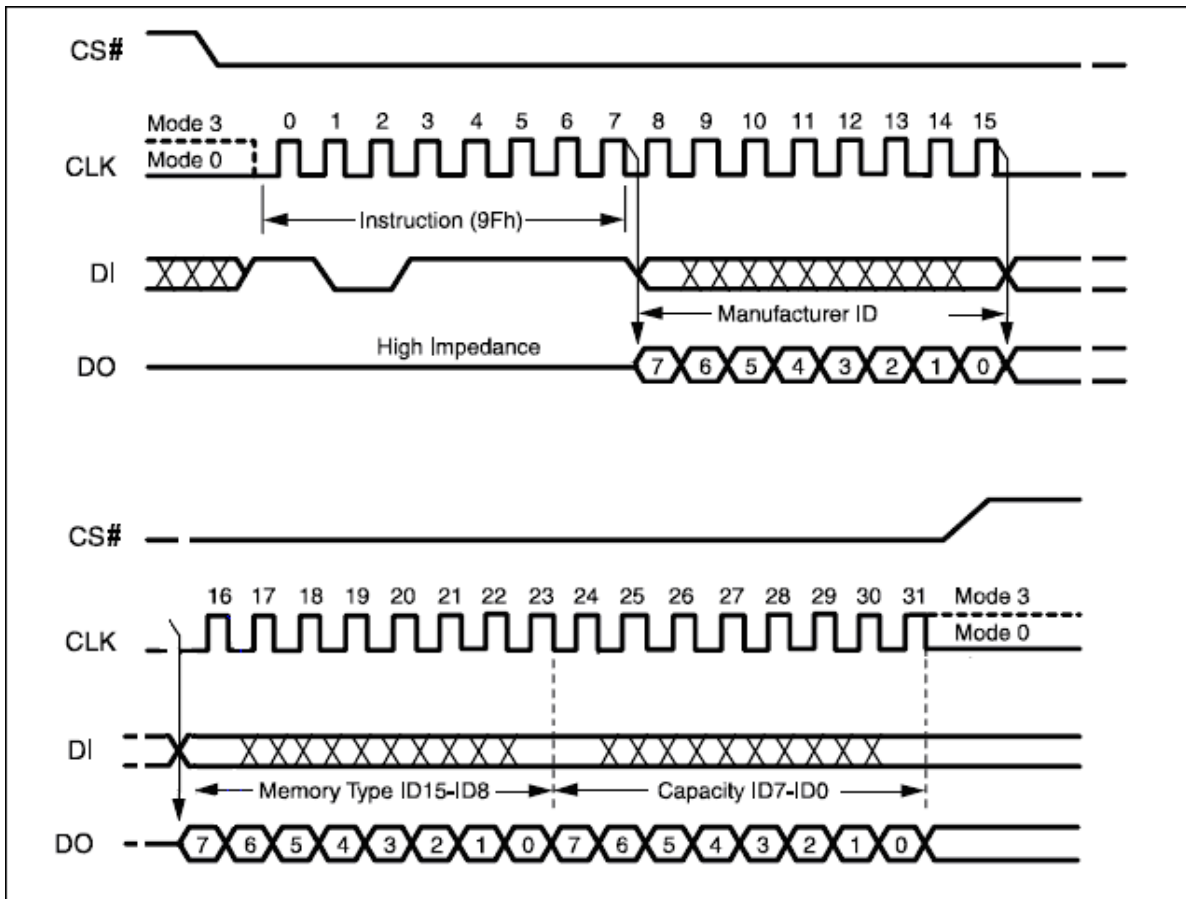 CS#
Mode 3
0 1 2 3 4 5 6 7 8 9 10 11 12 13 14 15
CLK
Mode 0
Instruction (9Fh)
DI
Manufacturer ID
High Impedance
DO
7 6 5 4 3 2 1 0
CS#
16 17 18 19 20 21 22 23 24 25 26 27 28 29 30 31
Mode 3
CLK
Mode 0
DI
Memory Type ID15-ID8
Capacity ID7-ID0
DO
7 6 5 4 3 2 1 0 7 6 5 4 3 2 1 0